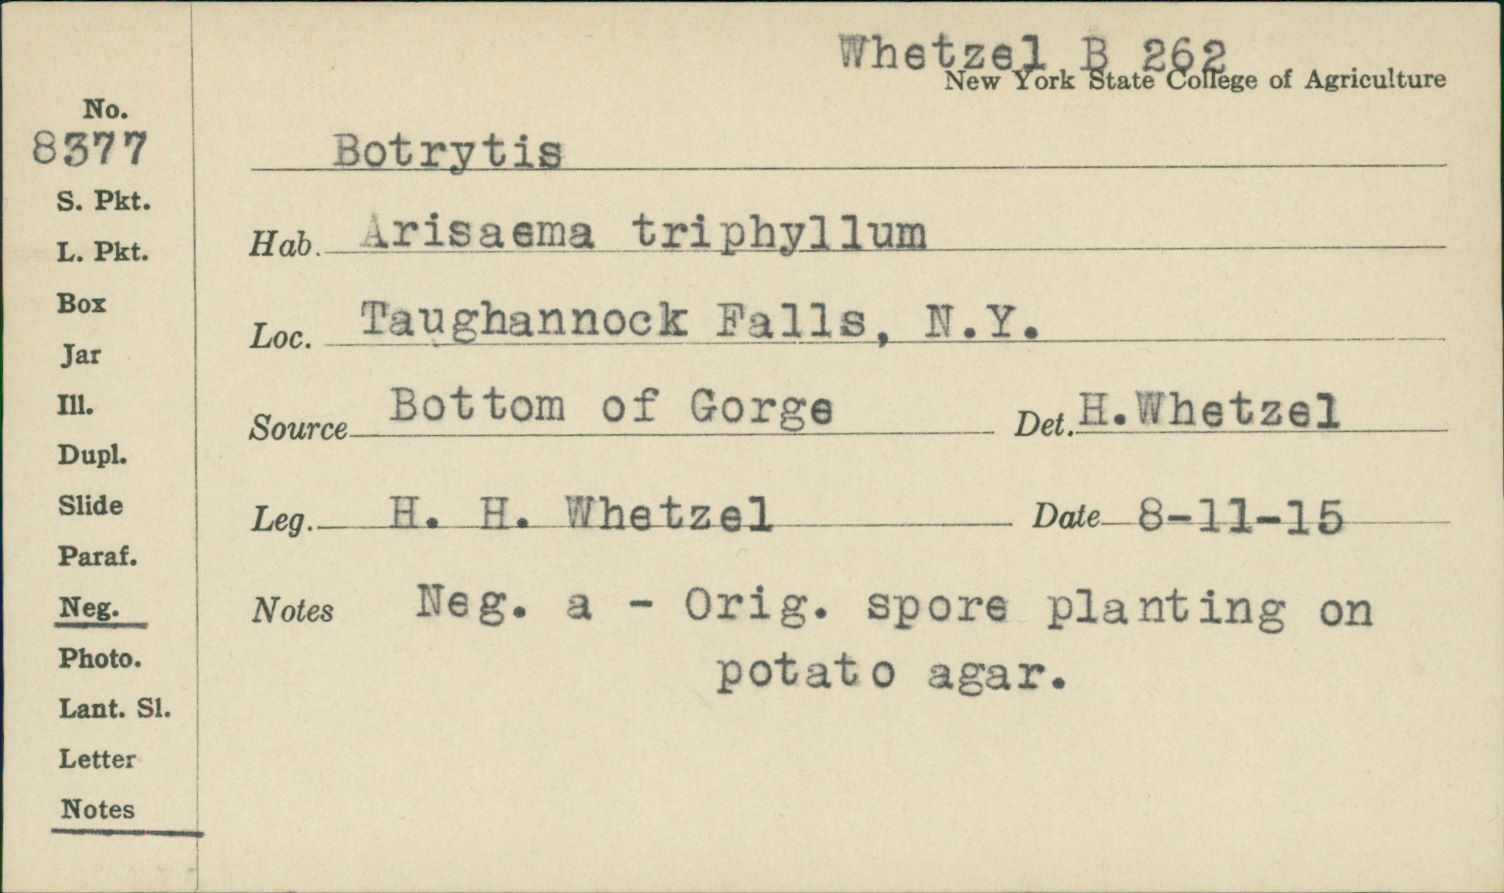 Whetzel B 262
New York State College of Agriculture
No.
8377
Botrytis
S. Pkt.
Hab. Arisaema triphyllum
L. Pkt.
Box
Loc. Taughannock Falls, N.Y.
Jar
Ill.
Source Bottom of Gorge Det. H.Whetzel
Dupl.
Slide
Leg. H. H. Whetzel Date 8-11-15
Paraf.
Neg.
Notes Neg. a - Orig. spore planting on
potato agar.
Photo.
Lant. Sl.
Letter
Notes